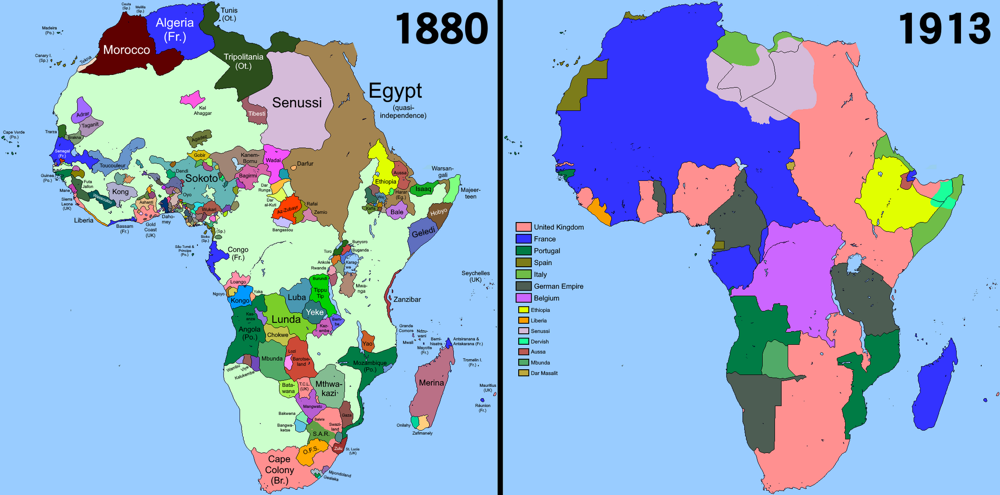 1880
1913
Ceuta
(Sp.)
Melilla
(Sp.)
Tunis
(Ot.)
Algeria
(Fr.)
Madeira
(Po.)
Morocco
Tripolitania
(Ot.)
Canary I.
(Sp.)
Tekna
Egypt
(quasi-
independence)
Senussi
Kel
Ahaggar
Tibesti
Adrar
Taganit
Trarza
Brakna
Cape Verde
(Po.)
Agadez
Senegal
(Fr.)
Toucouleur
Gobir
Kanem-
Bornu
Wadai
Darfur
Guinea
(Po.)
Futa
Jallon
Dendi
Sokoto
Bagirmi
Aussa
Warsan-
gali
Ethiopia
Isaaq
Majeer-
teen
Mane
Kong
Oyo
Dar
Runga
Wej
Harar
(Eg.)
Sierra
Leone
(UK)
Wassoulou
Ashanti
Dar
al-Kuti
Rafai
Az-Zubayr
Zemio
Kaffa
Bale
Hobyo
Wukari
Liberia
Bassam
(Fr.)
Gold
Coast
(UK)
Daho-
mey
Bangassou
Geledi
(Sp.)
Bioko
(Sp.)
São Tomé &
Principe
(Po.)
Congo
(Fr.)
Bunyoro
Toro
Buganda
Ankole
Karag-
we
Rwanda
Loango
Burundi
Mwa-
nga
Seychelles
(UK)
Ngoyo
Kongo
Yaka
Luba
Tippu
Tip
Zanzibar
Kas-
anze
Lunda
Yeke
Bem-
be
Kaz-
embe
Angola
(Po.)
Chokwe
Grande
Comore
Ndzu-
wani
Mwali
Mayotte
(Fr.)
Bemi-
hisatra
Antsiranana &
Antakarana (Fr.)
Yao
Lozi
Barotse-
land
Mbunda
Mozambique
(Po.)
Tromelin I.
(Fr.)
Wambu
Viye
Kalukembe
Merina
Bata-
wana
T.C.L.
(UK)
Mthwa-
kazi
Mauritius
(UK)
Réunion
(Fr.)
Mangwato
Bakwena
Balete
Gaza
Bangwa-
ketse
Swazi-
land
Onilahy
Zafimanely
S.A.R.
O.F.S.
Zulu
St. Lucia
(UK)
Cape
Colony
(Br.)
Mpondoland
Gcaleka
United Kingdom
France
Portugal
Spain
Italy
German Empire
Belgium
Ethiopia
Liberia
Senussi
Dervish
Aussa
Mbunda
Dar Masalit